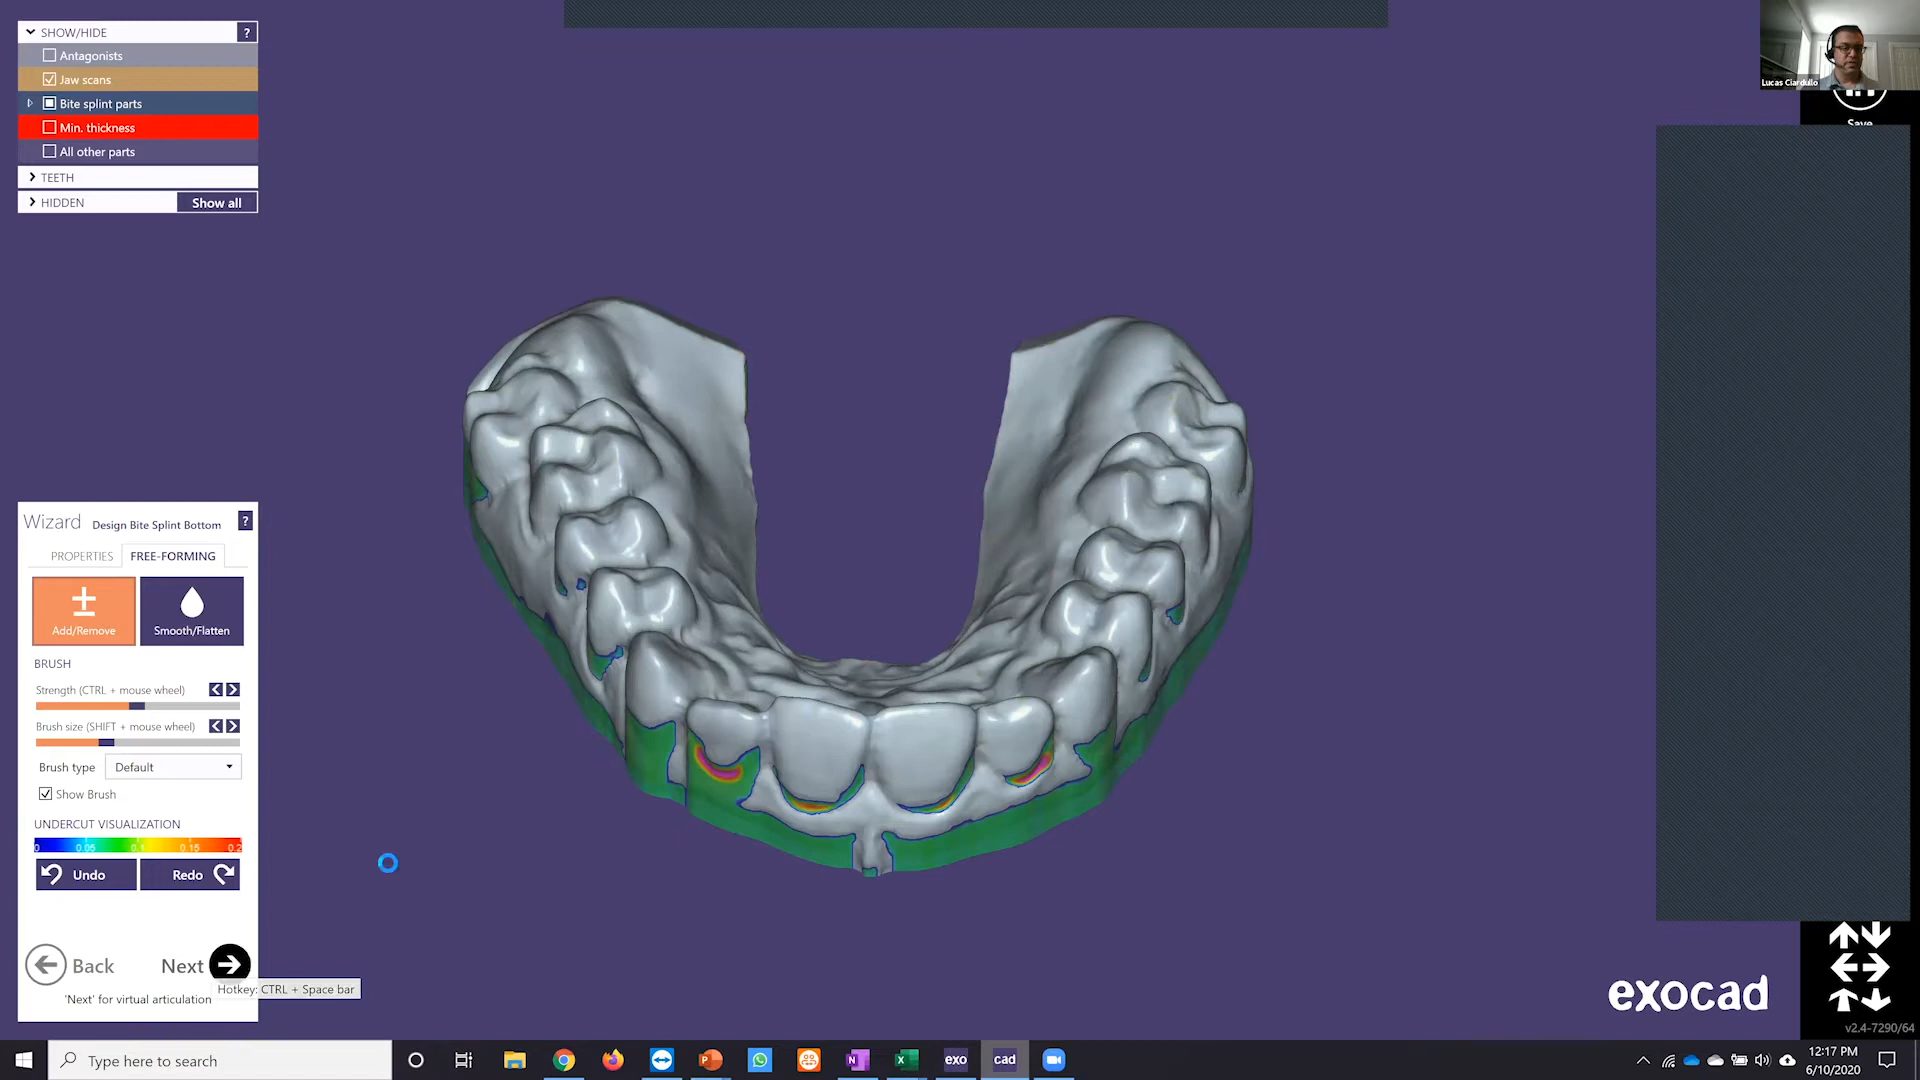 SHOW/HIDE ?
Antagonists
Jaw scans
Bite splint parts
Min. thickness
All other parts
TEETH
HIDDEN Show all
Lucas Ciardullo
Save
Wizard Design Bite Splint Bottom ?
PROPERTIES FREE-FORMING
Add/Remove Smooth/Flatten
BRUSH
Strength (CTRL + mouse wheel)
Brush size (SHIFT + mouse wheel)
Brush type Default
Show Brush
UNDERCUT VISUALIZATION
0 0.05 0.1 0.15 0.2
Undo Redo
Back Next
Hotkey: CTRL + Space bar
'Next' for virtual articulation
exocad
v2.4-7290/64
Type here to search
exo cad
12:17 PM
6/10/2020